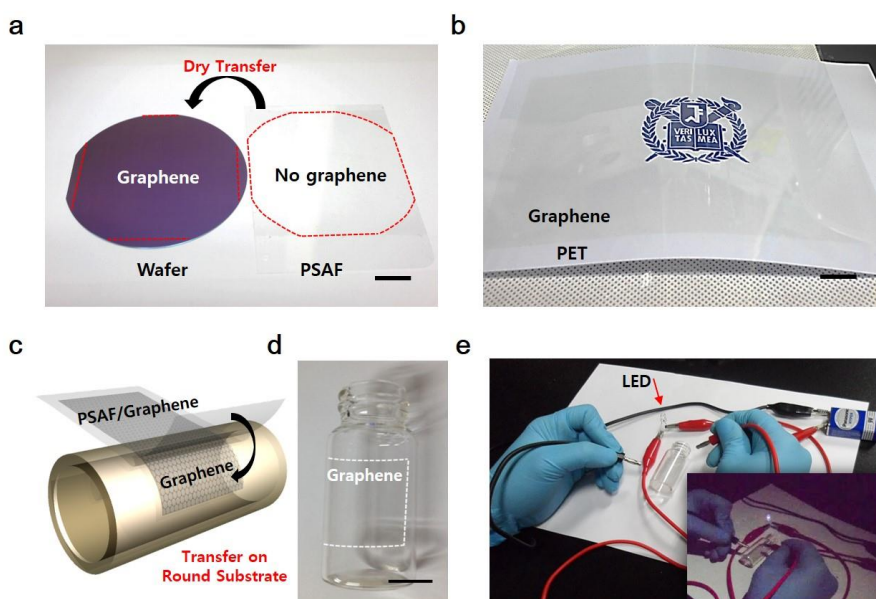 a
Dry Transfer
Graphene
No graphene
Wafer
PSAF
b
VERI LUX
TAS MEA
Graphene
PET
c
PSAF/Graphene
Graphene
Transfer on
Round Substrate
d
Graphene
e
LED